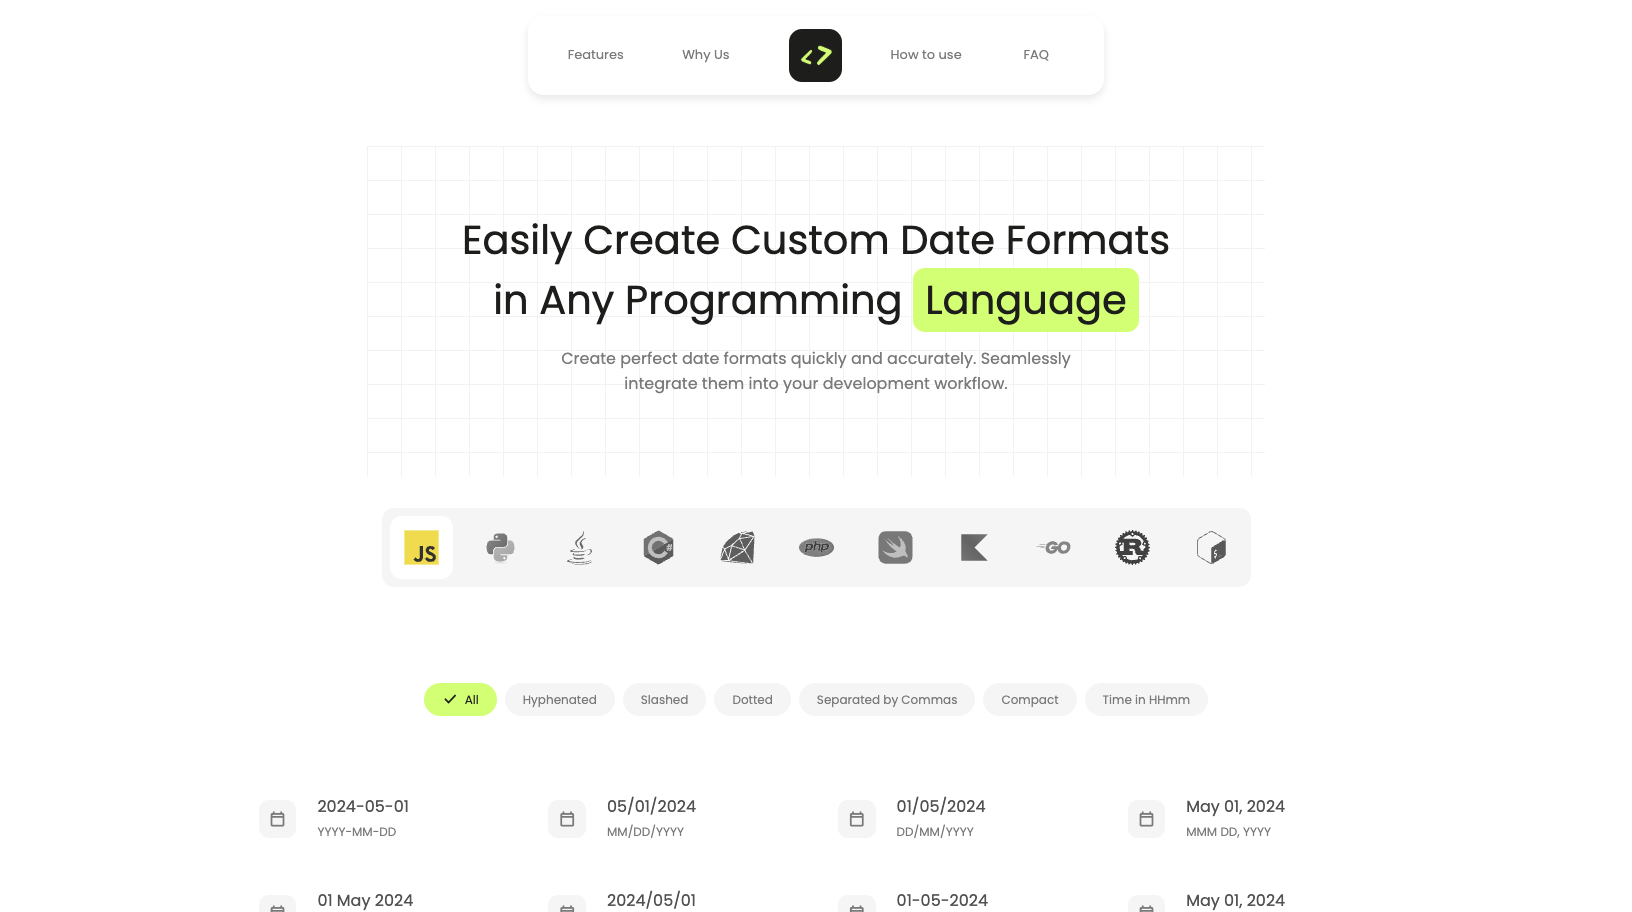 Features
Why Us
<>
How to use
FAQ
Easily Create Custom Date Formats
in Any Programming Language
Create perfect date formats quickly and accurately. Seamlessly
integrate them into your development workflow.
JS
C#
php
GO
R
$
All
Hyphenated
Slashed
Dotted
Separated by Commas
Compact
Time in HHmm
2024-05-01
YYYY-MM-DD
05/01/2024
MM/DD/YYYY
01/05/2024
DD/MM/YYYY
May 01, 2024
MMM DD, YYYY
01 May 2024
2024/05/01
01-05-2024
May 01, 2024